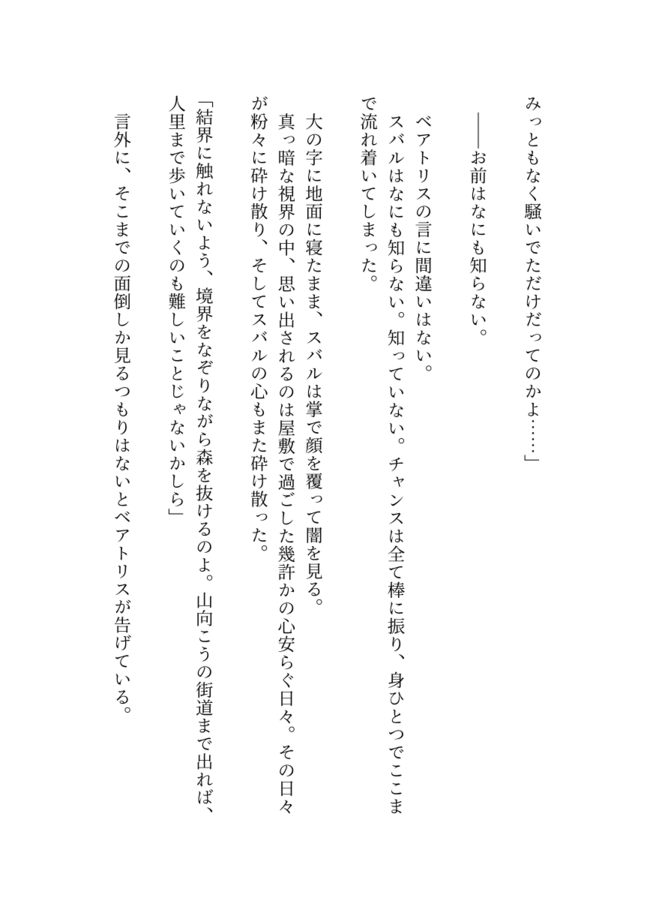 みっともなく騒いでただけだってのかよ……」
――お前はなにも知らない。
ベアトリスの言に間違いはない。
スバルはなにも知らない。知っていない。チャンスは全て棒に振り、身ひとつでここま
で流れ着いてしまった。
大の字に地面に寝たまま、スバルは掌で顔を覆って闇を見る。
真っ暗な視界の中、思い出されるのは屋敷で過ごした幾許かの心安らぐ日々。その日々
が粉々に砕け散り、そしてスバルの心もまた砕け散った。
「結界に触れないよう、境界をなぞりながら森を抜けるのよ。山向こうの街道まで出れば、
人里まで歩いていくのも難しいことじゃないかしら」
言外に、そこまでの面倒しか見るつもりはないとベアトリスが告げている。